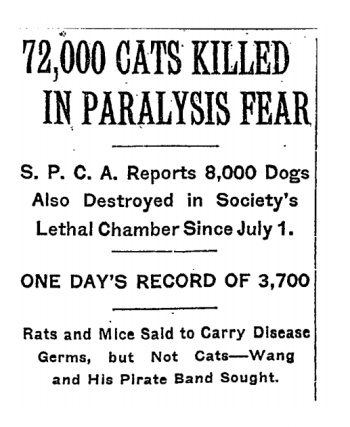 72,000 CATS KILLED
IN PARALYSIS FEAR
S. P. C. A. Reports 8,000 Dogs
Also Destroyed in Society's
Lethal Chamber Since July 1.
ONE DAY'S RECORD OF 3,700
Rats and Mice Said to Carry Disease
Germs, but Not Cats—Wang
and His Pirate Band Sought.